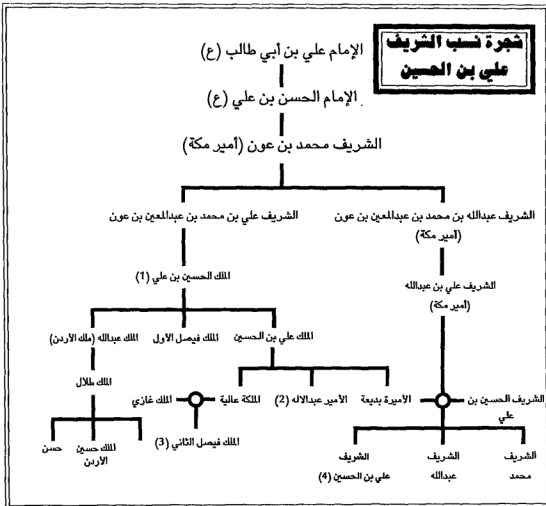 شجرة نسب الشريف
علي بن الحسين
الإمام علي بن أبي طالب (ع)
الإمام الحسن بن علي (ع)
الشريف محمد بن عون (أمير مكة)
الشريف عبدالله بن محمد بن عبدالمعين بن عون
(أمير مكة)
الشريف علي بن محمد بن عبدالمعين بن عون
الشريف علي بن عبدالله
(أمير مكة)
الملك الحسين بن علي (1)
الملك علي بن الحسين
الملك فيصل الأول
الملك عبدالله (ملك الأردن)
الشريف الحسين بن
علي
الأميرة بديعة
الأمير عبدالاله (2)
الملكة عالية
الملك غازي
الملك طلال
الملك فيصل الثاني (3)
الملك حسين
الأردن
حسن
الشريف
محمد
الشريف
عبدالله
الشريف
علي بن الحسين (4)